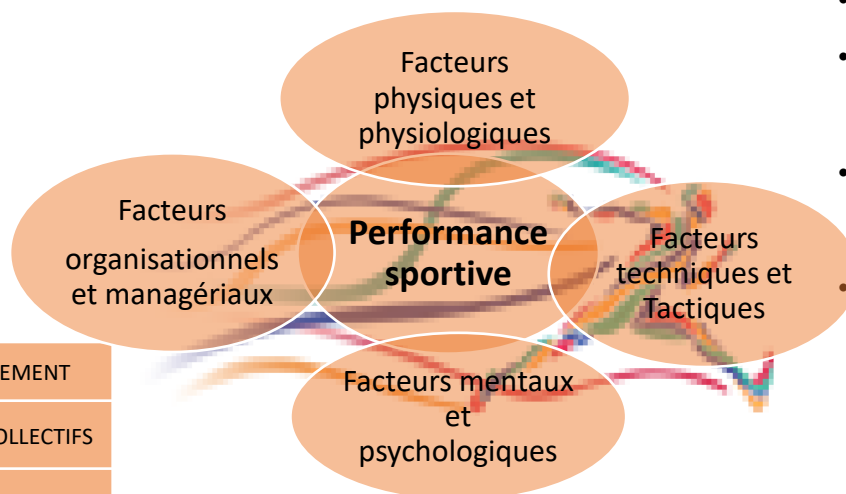 Facteurs
physiques et
physiologiques
Facteurs
organisationnels
et managériaux
Performance
sportive
Facteurs
techniques et
Tactiques
Facteurs mentaux
et
psychologiques
EMENT
OLLECTIFS